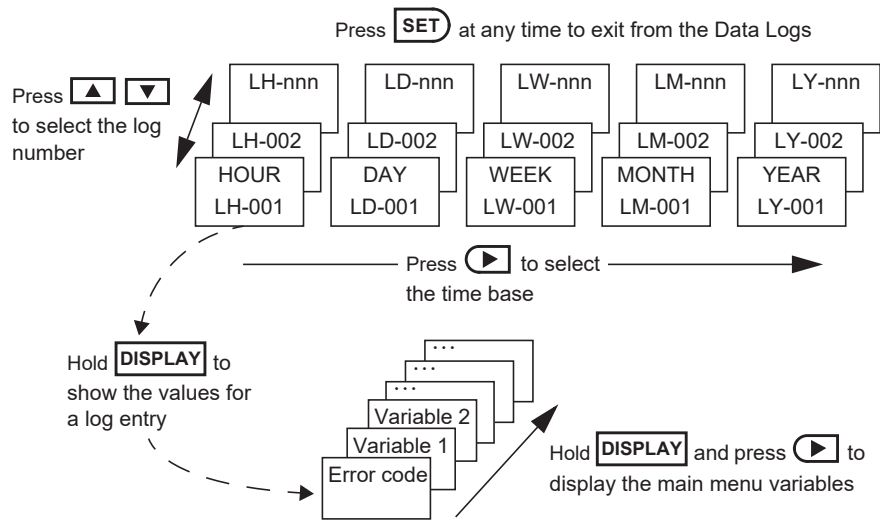 Press SET at any time to exit from the Data Logs
Press ▲ ▼
to select the log
number
LH-nnn LD-nnn LW-nnn LM-nnn LY-nnn
LH-002 LD-002 LW-002 LM-002 LY-002
HOUR DAY WEEK MONTH YEAR
LH-001 LD-001 LW-001 LM-001 LY-001
Press ▶ to select
the time base
Hold DISPLAY to
show the values for
a log entry
...
...
...
Variable 2
Variable 1
Error code
Hold DISPLAY and press ▶ to
display the main menu variables